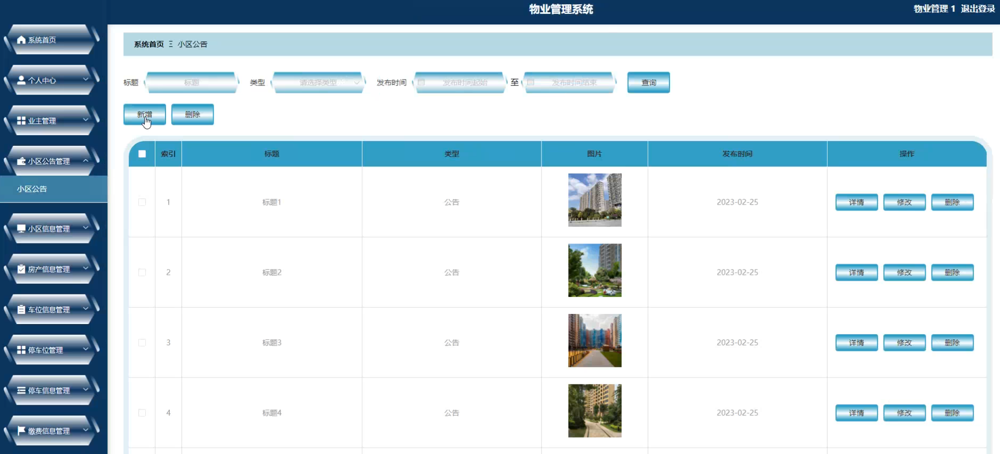 物业管理系统
物业管理 1 退出登录
系统首页
个人中心
业主管理
小区公告管理
小区公告
小区信息管理
房产信息管理
车位信息管理
停车位管理
停车信息管理
缴费信息管理
系统首页 Ξ 小区公告
标题 标题 类型 请选择类型 发布时间 发布时间起始 至 发布时间结束 查询
新增 删除
索引 标题 类型 图片 发布时间 操作
1 标题1 公告 2023-02-25 详情 修改 删除
2 标题2 公告 2023-02-25 详情 修改 删除
3 标题3 公告 2023-02-25 详情 修改 删除
4 标题4 公告 2023-02-25 详情 修改 删除